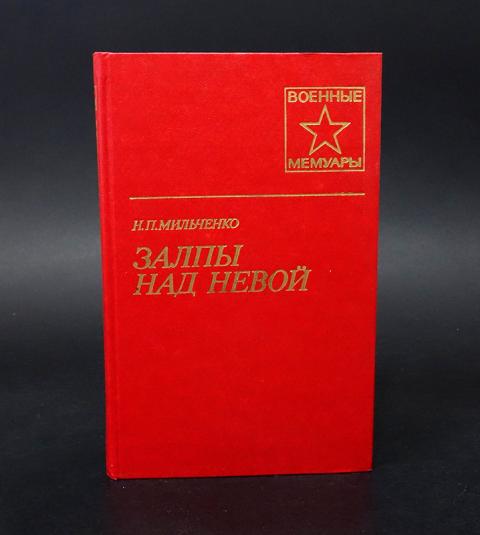 ВОЕННЫЕ
МЕМУАРЫ
Н.П.МИЛЬЧЕНКО
ЗАЛПЫ
НАД НЕВОЙ